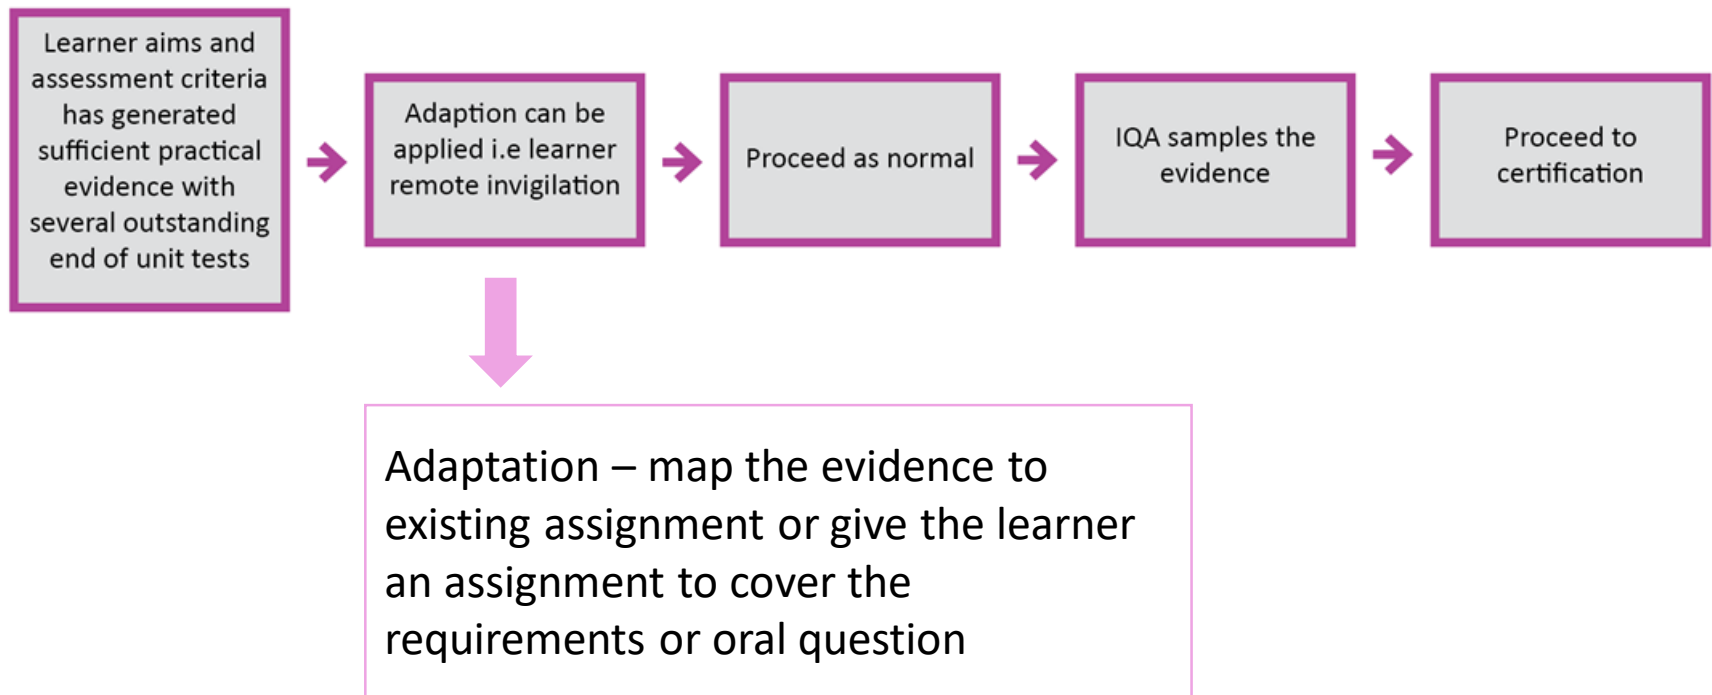 Learner aims and
assessment criteria
has generated
sufficient practical
evidence with
several outstanding
end of unit tests
Adaption can be
applied i.e learner
remote invigilation
Proceed as normal
IQA samples the
evidence
Proceed to
certification
Adaptation – map the evidence to
existing assignment or give the learner
an assignment to cover the
requirements or oral question